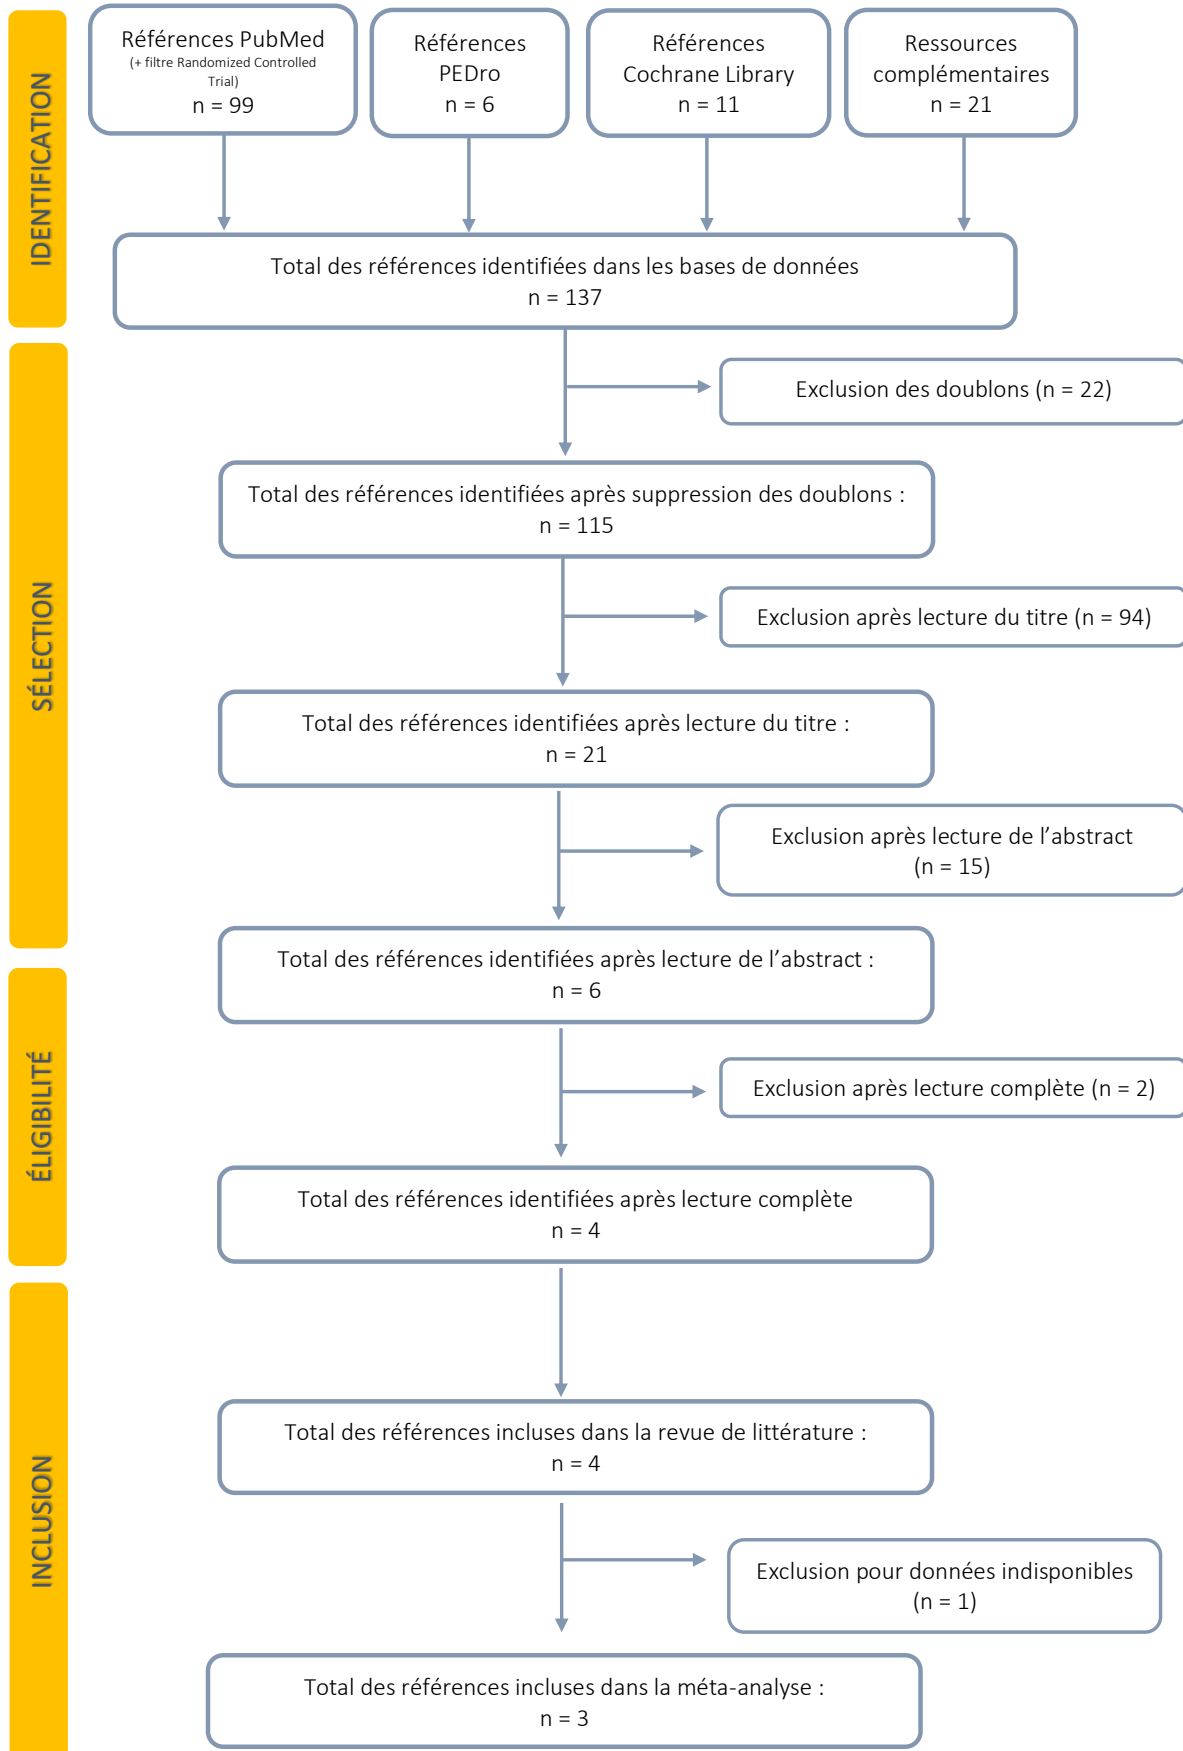 IDENTIFICATION
Références PubMed
(+ filtre Randomized Controlled
Trial)
n = 99
Références
PEDro
n = 6
Références
Cochrane Library
n = 11
Ressources
complémentaires
n = 21
Total des références identifiées dans les bases de données
n = 137
SÉLECTION
Exclusion des doublons (n = 22)
Total des références identifiées après suppression des doublons :
n = 115
Exclusion après lecture du titre (n = 94)
Total des références identifiées après lecture du titre :
n = 21
Exclusion après lecture de l’abstract
(n = 15)
Total des références identifiées après lecture de l’abstract :
n = 6
ÉLIGIBILITÉ
Exclusion après lecture complète (n = 2)
Total des références identifiées après lecture complète
n = 4
INCLUSION
Total des références incluses dans la revue de littérature :
n = 4
Exclusion pour données indisponibles
(n = 1)
Total des références incluses dans la méta-analyse :
n = 3